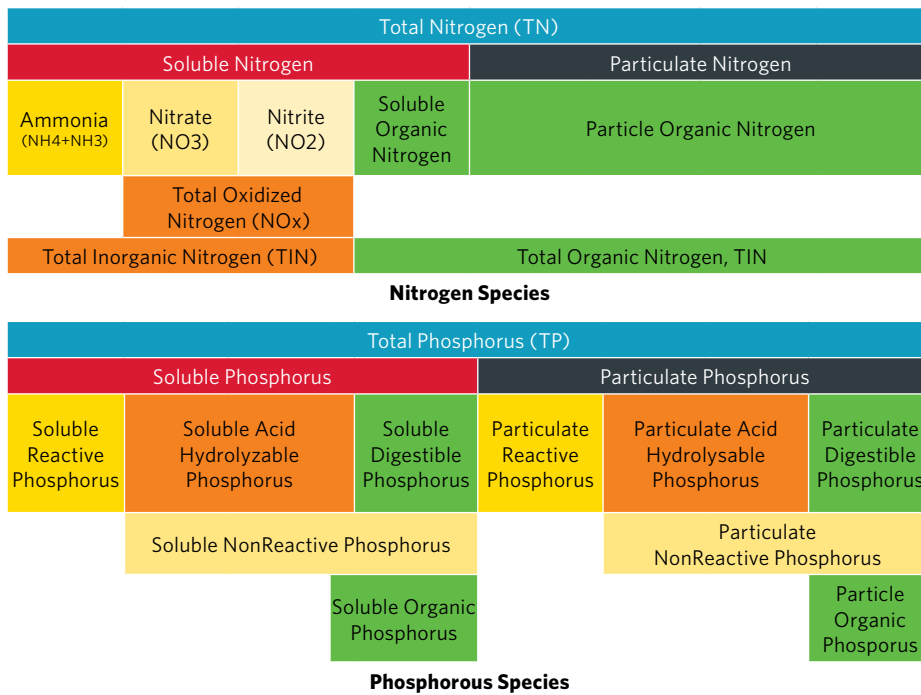 Total Nitrogen (TN)
Soluble Nitrogen
Particulate Nitrogen
Ammonia
(NH4+NH3)
Nitrate
(NO3)
Nitrite
(NO2)
Soluble
Organic
Nitrogen
Particle Organic Nitrogen
Total Oxidized
Nitrogen (NOx)
Total Inorganic Nitrogen (TIN)
Total Organic Nitrogen, TIN
Nitrogen Species
Total Phosphorus (TP)
Soluble Phosphorus
Particulate Phosphorus
Soluble
Reactive
Phosphorus
Soluble Acid
Hydrolyzable
Phosphorus
Soluble
Digestible
Phosphorus
Particulate
Reactive
Phosphorus
Particulate Acid
Hydrolysable
Phosphorus
Particulate
Digestible
Phosphorus
Soluble NonReactive Phosphorus
Particulate
NonReactive Phosphorus
Soluble Organic
Phosphorus
Particle
Organic
Phosporus
Phosphorous Species